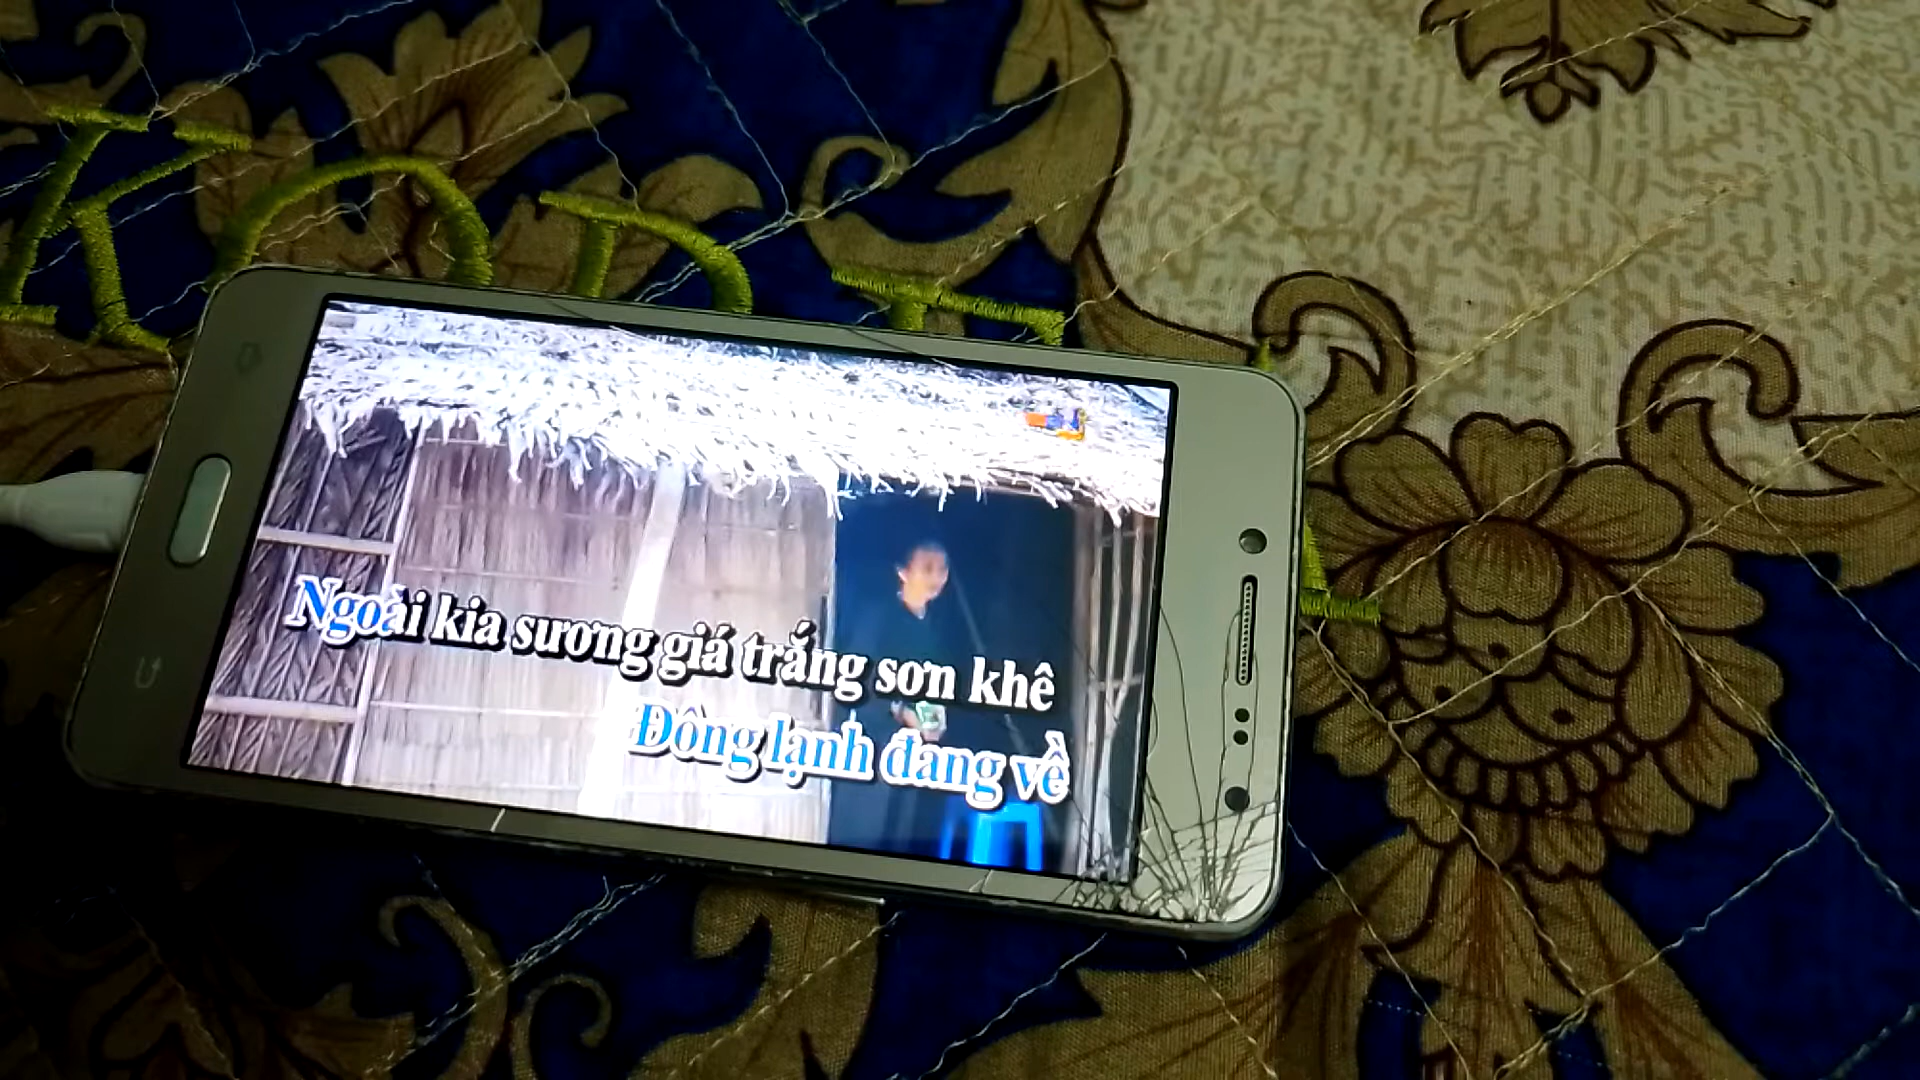 Ngoài kia sương giá trắng sơn khê
Đông lạnh đang về